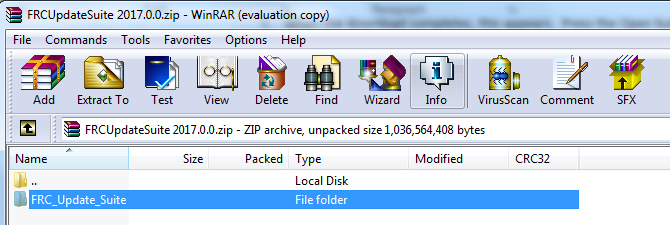 FRCUpdateSuite 2017.0.0.zip - WinRAR (evaluation copy)
File Commands Tools Favorites Options Help
Add Extract To Test View Delete Find Wizard Info VirusScan Comment SFX
FRCUpdateSuite 2017.0.0.zip - ZIP archive, unpacked size 1,036,564,408 bytes
Name Size Packed Type Modified CRC32
.. Local Disk
FRC_Update_Suite File folder